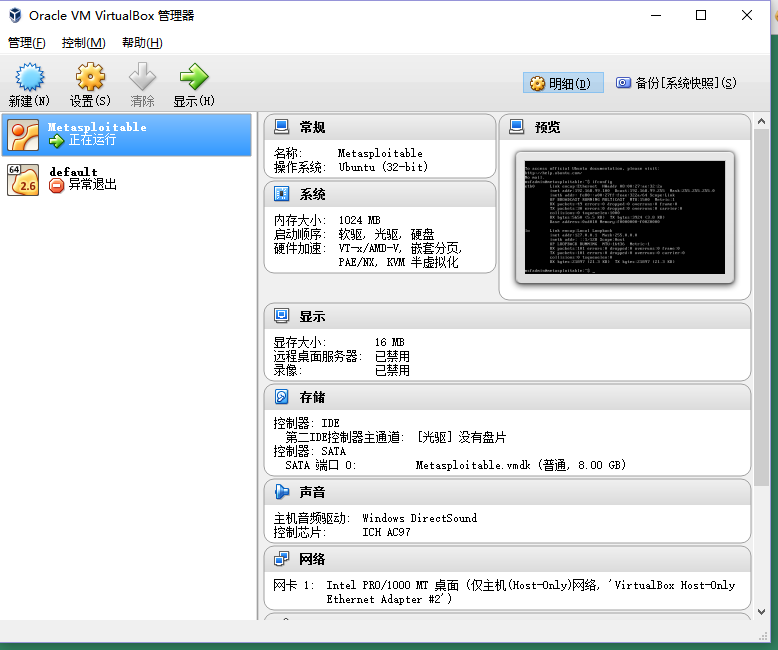 Oracle VM VirtualBox 管理器
管理(F) 控制(M) 帮助(H)
新建(N) 设置(S) 清除 显示(H)
明细(D) 备份[系统快照](S)
Metasploitable
正在运行
64
2.6
default
异常退出
常规
名称: Metasploitable
操作系统: Ubuntu (32-bit)
系统
内存大小: 1024 MB
启动顺序: 软驱, 光驱, 硬盘
硬件加速: VT-x/AMD-V, 嵌套分页,
PAE/NX, KVM 半虚拟化
预览
显示
显存大小: 16 MB
远程桌面服务器: 已禁用
录像: 已禁用
存储
控制器: IDE
第二IDE控制器主通道: [光驱] 没有盘片
控制器: SATA
SATA 端口 0: Metasploitable.vmdk (普通, 8.00 GB)
声音
主机音频驱动: Windows DirectSound
控制芯片: ICH AC97
网络
网卡 1: Intel PRO/1000 MT 桌面 (仅主机(Host-Only)网络, 'VirtualBox Host-Only
Ethernet Adapter #2')